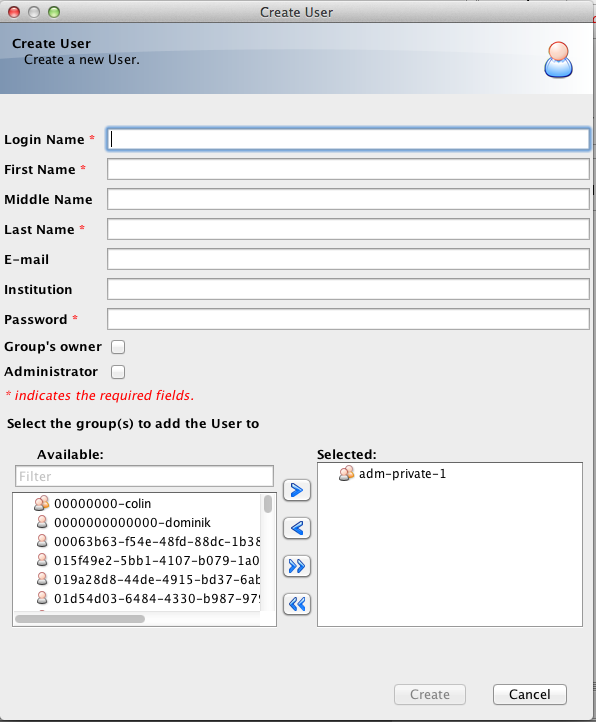 Create User
Create User
Create a new User.
Login Name *
First Name *
Middle Name
Last Name *
E-mail
Institution
Password *
Group's owner
Administrator
* indicates the required fields.
Select the group(s) to add the User to
Available:
Selected:
Filter
adm-private-1
00000000-colin
0000000000000-dominik
00063b63-f54e-48fd-88dc-1b38
015f49e2-5bb1-4107-b079-1a0
019a28d8-44de-4915-bd37-6ab
01d54d03-6484-4330-b987-979
Create
Cancel